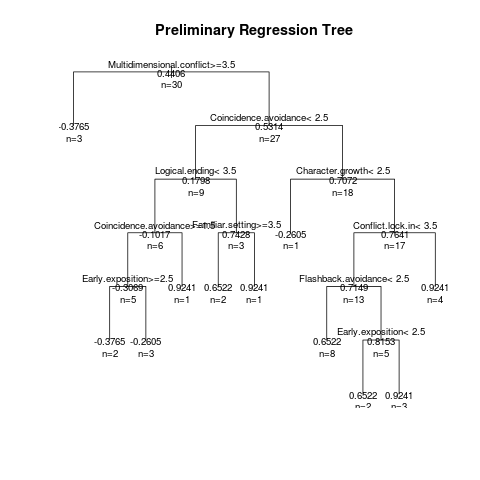 Preliminary Regression Tree
Multidimensional.conflict>=3.5
0.4406
n=30
-0.3765
n=3
Coincidence.avoidance< 2.5
0.5314
n=27
Logical.ending< 3.5
0.1798
n=9
Character.growth< 2.5
0.7072
n=18
Coincidence.avoidance>=1.5
-0.1017
n=6
Familiar.setting>=3.5
0.7428
n=3
-0.2605
n=1
Conflict.lock.in< 3.5
0.7641
n=17
Early.exposition>=2.5
-0.3069
n=5
0.9241
n=1
0.6522
n=2
0.9241
n=1
Flashback.avoidance< 2.5
0.7149
n=13
0.9241
n=4
-0.3765
n=2
-0.2605
n=3
0.6522
n=8
Early.exposition< 2.5
0.8153
n=5
0.6522
n=2
0.9241
n=3